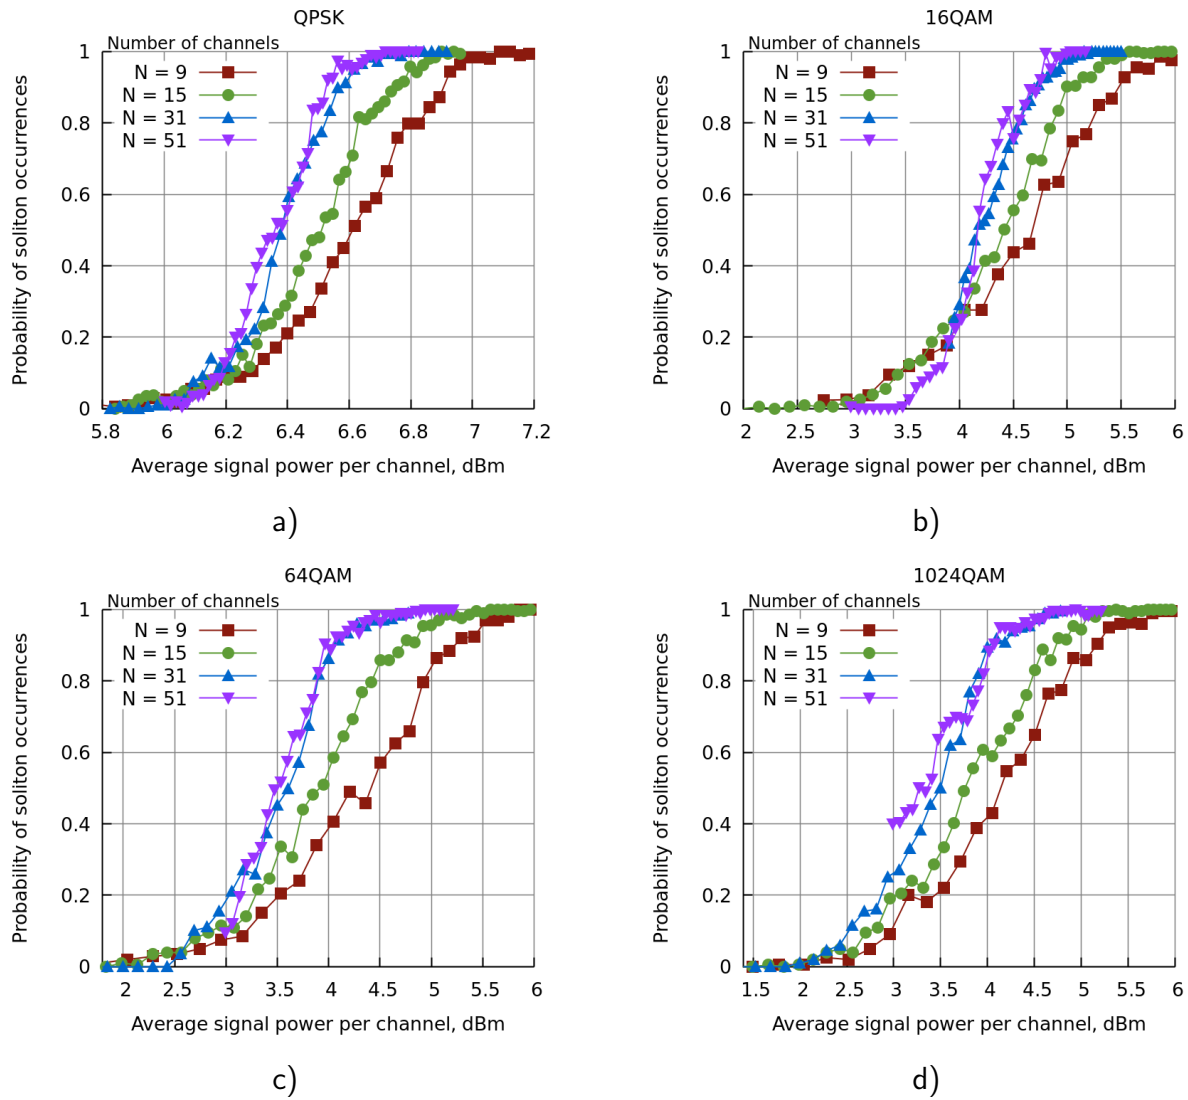 QPSK
Number of channels
N = 9
N = 15
N = 31
N = 51
Probability of soliton occurrences
1
0.8
0.6
0.4
0.2
0
5.8 6 6.2 6.4 6.6 6.8 7 7.2
Average signal power per channel, dBm
a)
16QAM
Number of channels
N = 9
N = 15
N = 31
N = 51
Probability of soliton occurrences
1
0.8
0.6
0.4
0.2
0
2 2.5 3 3.5 4 4.5 5 5.5 6
Average signal power per channel, dBm
b)
64QAM
Number of channels
N = 9
N = 15
N = 31
N = 51
Probability of soliton occurrences
1
0.8
0.6
0.4
0.2
0
2 2.5 3 3.5 4 4.5 5 5.5 6
Average signal power per channel, dBm
c)
1024QAM
Number of channels
N = 9
N = 15
N = 31
N = 51
Probability of soliton occurrences
1
0.8
0.6
0.4
0.2
0
1.5 2 2.5 3 3.5 4 4.5 5 5.5 6
Average signal power per channel, dBm
d)